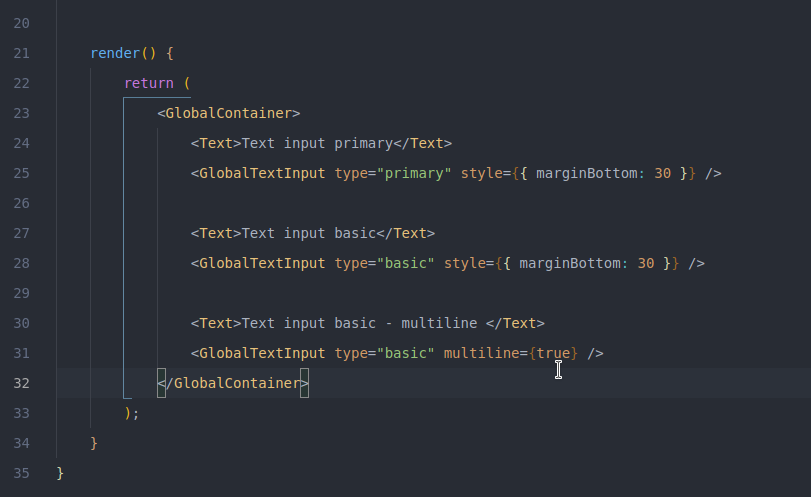 20
21 render() {
22 return (
23 <GlobalContainer>
24 <Text>Text input primary</Text>
25 <GlobalTextInput type="primary" style={{ marginBottom: 30 }} />
26
27 <Text>Text input basic</Text>
28 <GlobalTextInput type="basic" style={{ marginBottom: 30 }} />
29
30 <Text>Text input basic - multiline </Text>
31 <GlobalTextInput type="basic" multiline={true} />
32 </GlobalContainer>
33 );
34 }
35 }